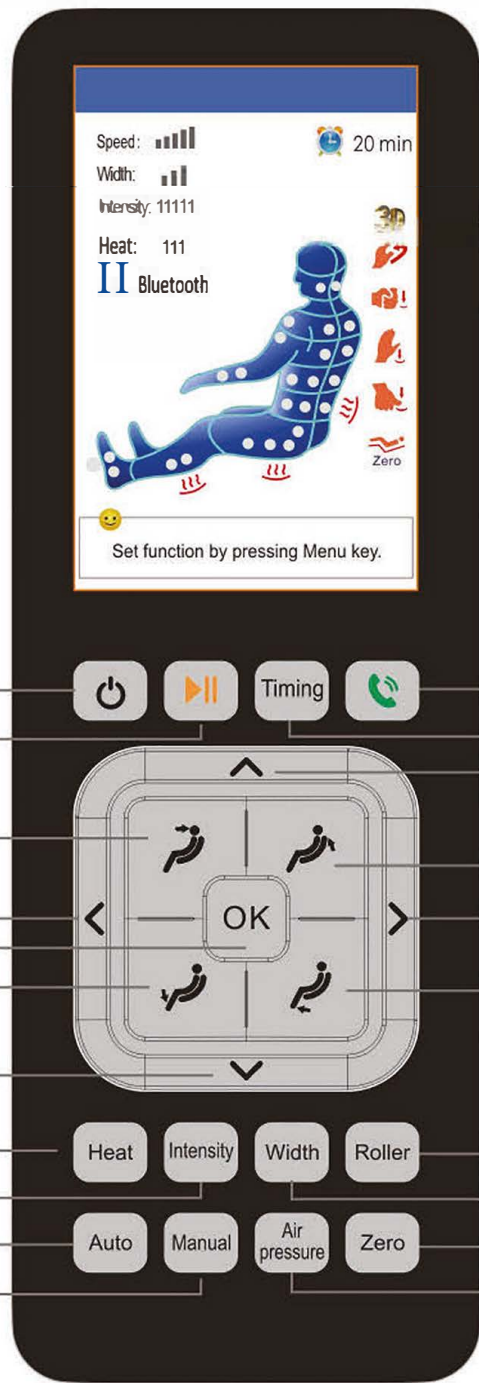 Speed:
20 min
Width:
Intensity: 11111
3D
Heat: 111
II Bluetooth
Zero
Set function by pressing Menu key.
Timing
OK
Heat
Intensity
Width
Roller
Auto
Manual
Air
pressure
Zero